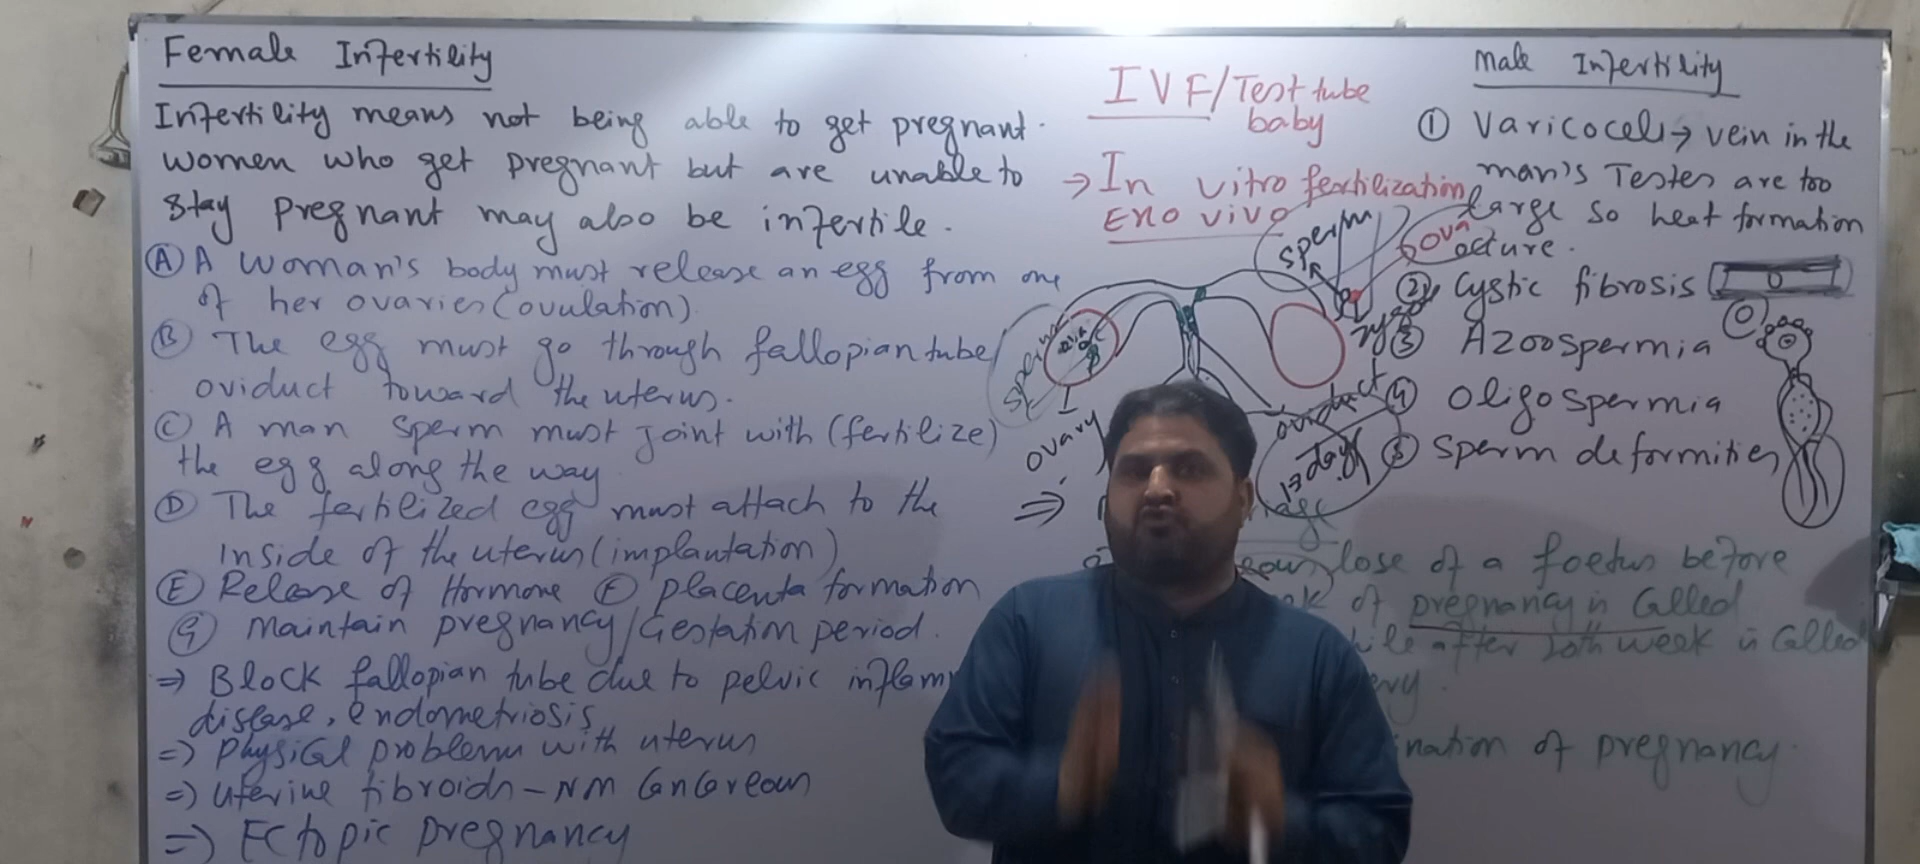 Female Infertility
Infertility means not being able to get pregnant.
women who get pregnant but are unable to
stay pregnant may also be infertile.
(A) A woman's body must release an egg from one
of her ovaries (ovulation)
(B) The egg must go through fallopian tube/
oviduct toward the uterus.
(C) A man sperm must joint with (fertilize)
the egg along the way
(D) The fertilized egg must attach to the
inside of the uterus (implantation)
(E) Release of Hormone (F) placenta formation
(G) Maintain pregnancy/Gestation period.
⇒ Block fallopian tube due to pelvic inflam
disease, endometriosis
⇒ physical problem with uterus
⇒ uterine fibroids - NM Cancereous
⇒ Ectopic pregnancy
IVF/Test tube
baby
→ In vitro fertilization
Exo vivo
sperm
ova
sperm
ovary
oviduct
13 day
⇒
lose of a foetus before
of pregnancy is Called
after 20th week is Called
ination of pregnancy.
Male Infertility
① Varicocel → vein in the
man's Testes are too
large so heat formation
occure.
② Cystic fibrosis
③ Azoospermia
④ Oligospermia
⑤ Sperm deformities